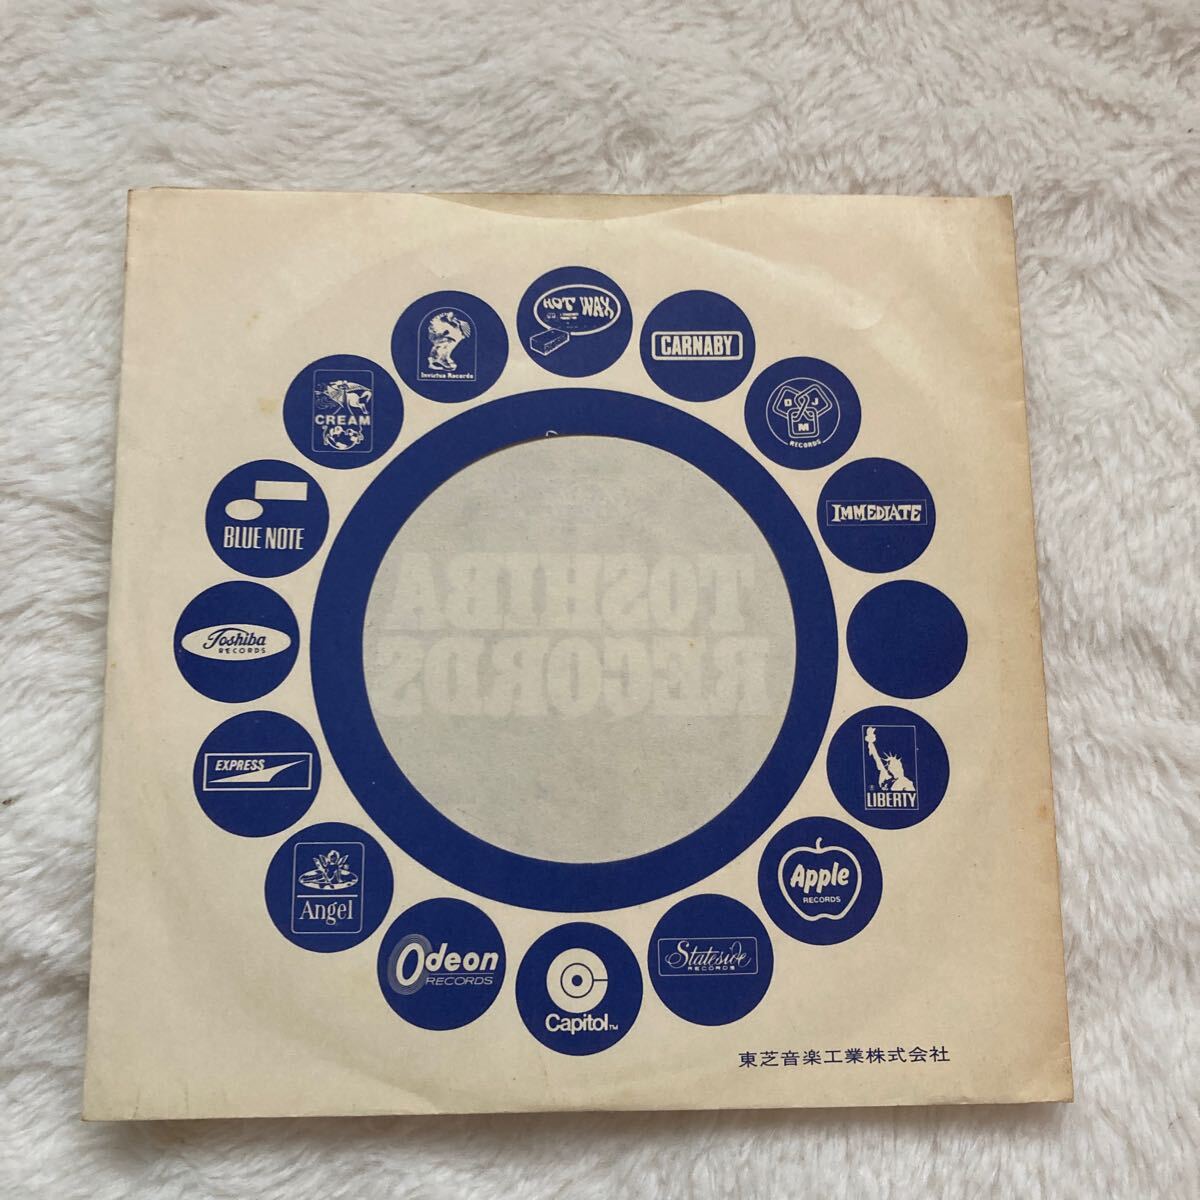 HOT WAX
CARNABY
DJM
RECORDS
IMMEDIATE
LIBERTY
Apple
RECORDS
Stateside
RECORDS
Capitol™
Odeon
RECORDS
Angel
EXPRESS
Toshiba
RECORDS
BLUE NOTE
CREAM
Invictus Records
TOSHIBA
RECORDS
東芝音楽工業株式会社